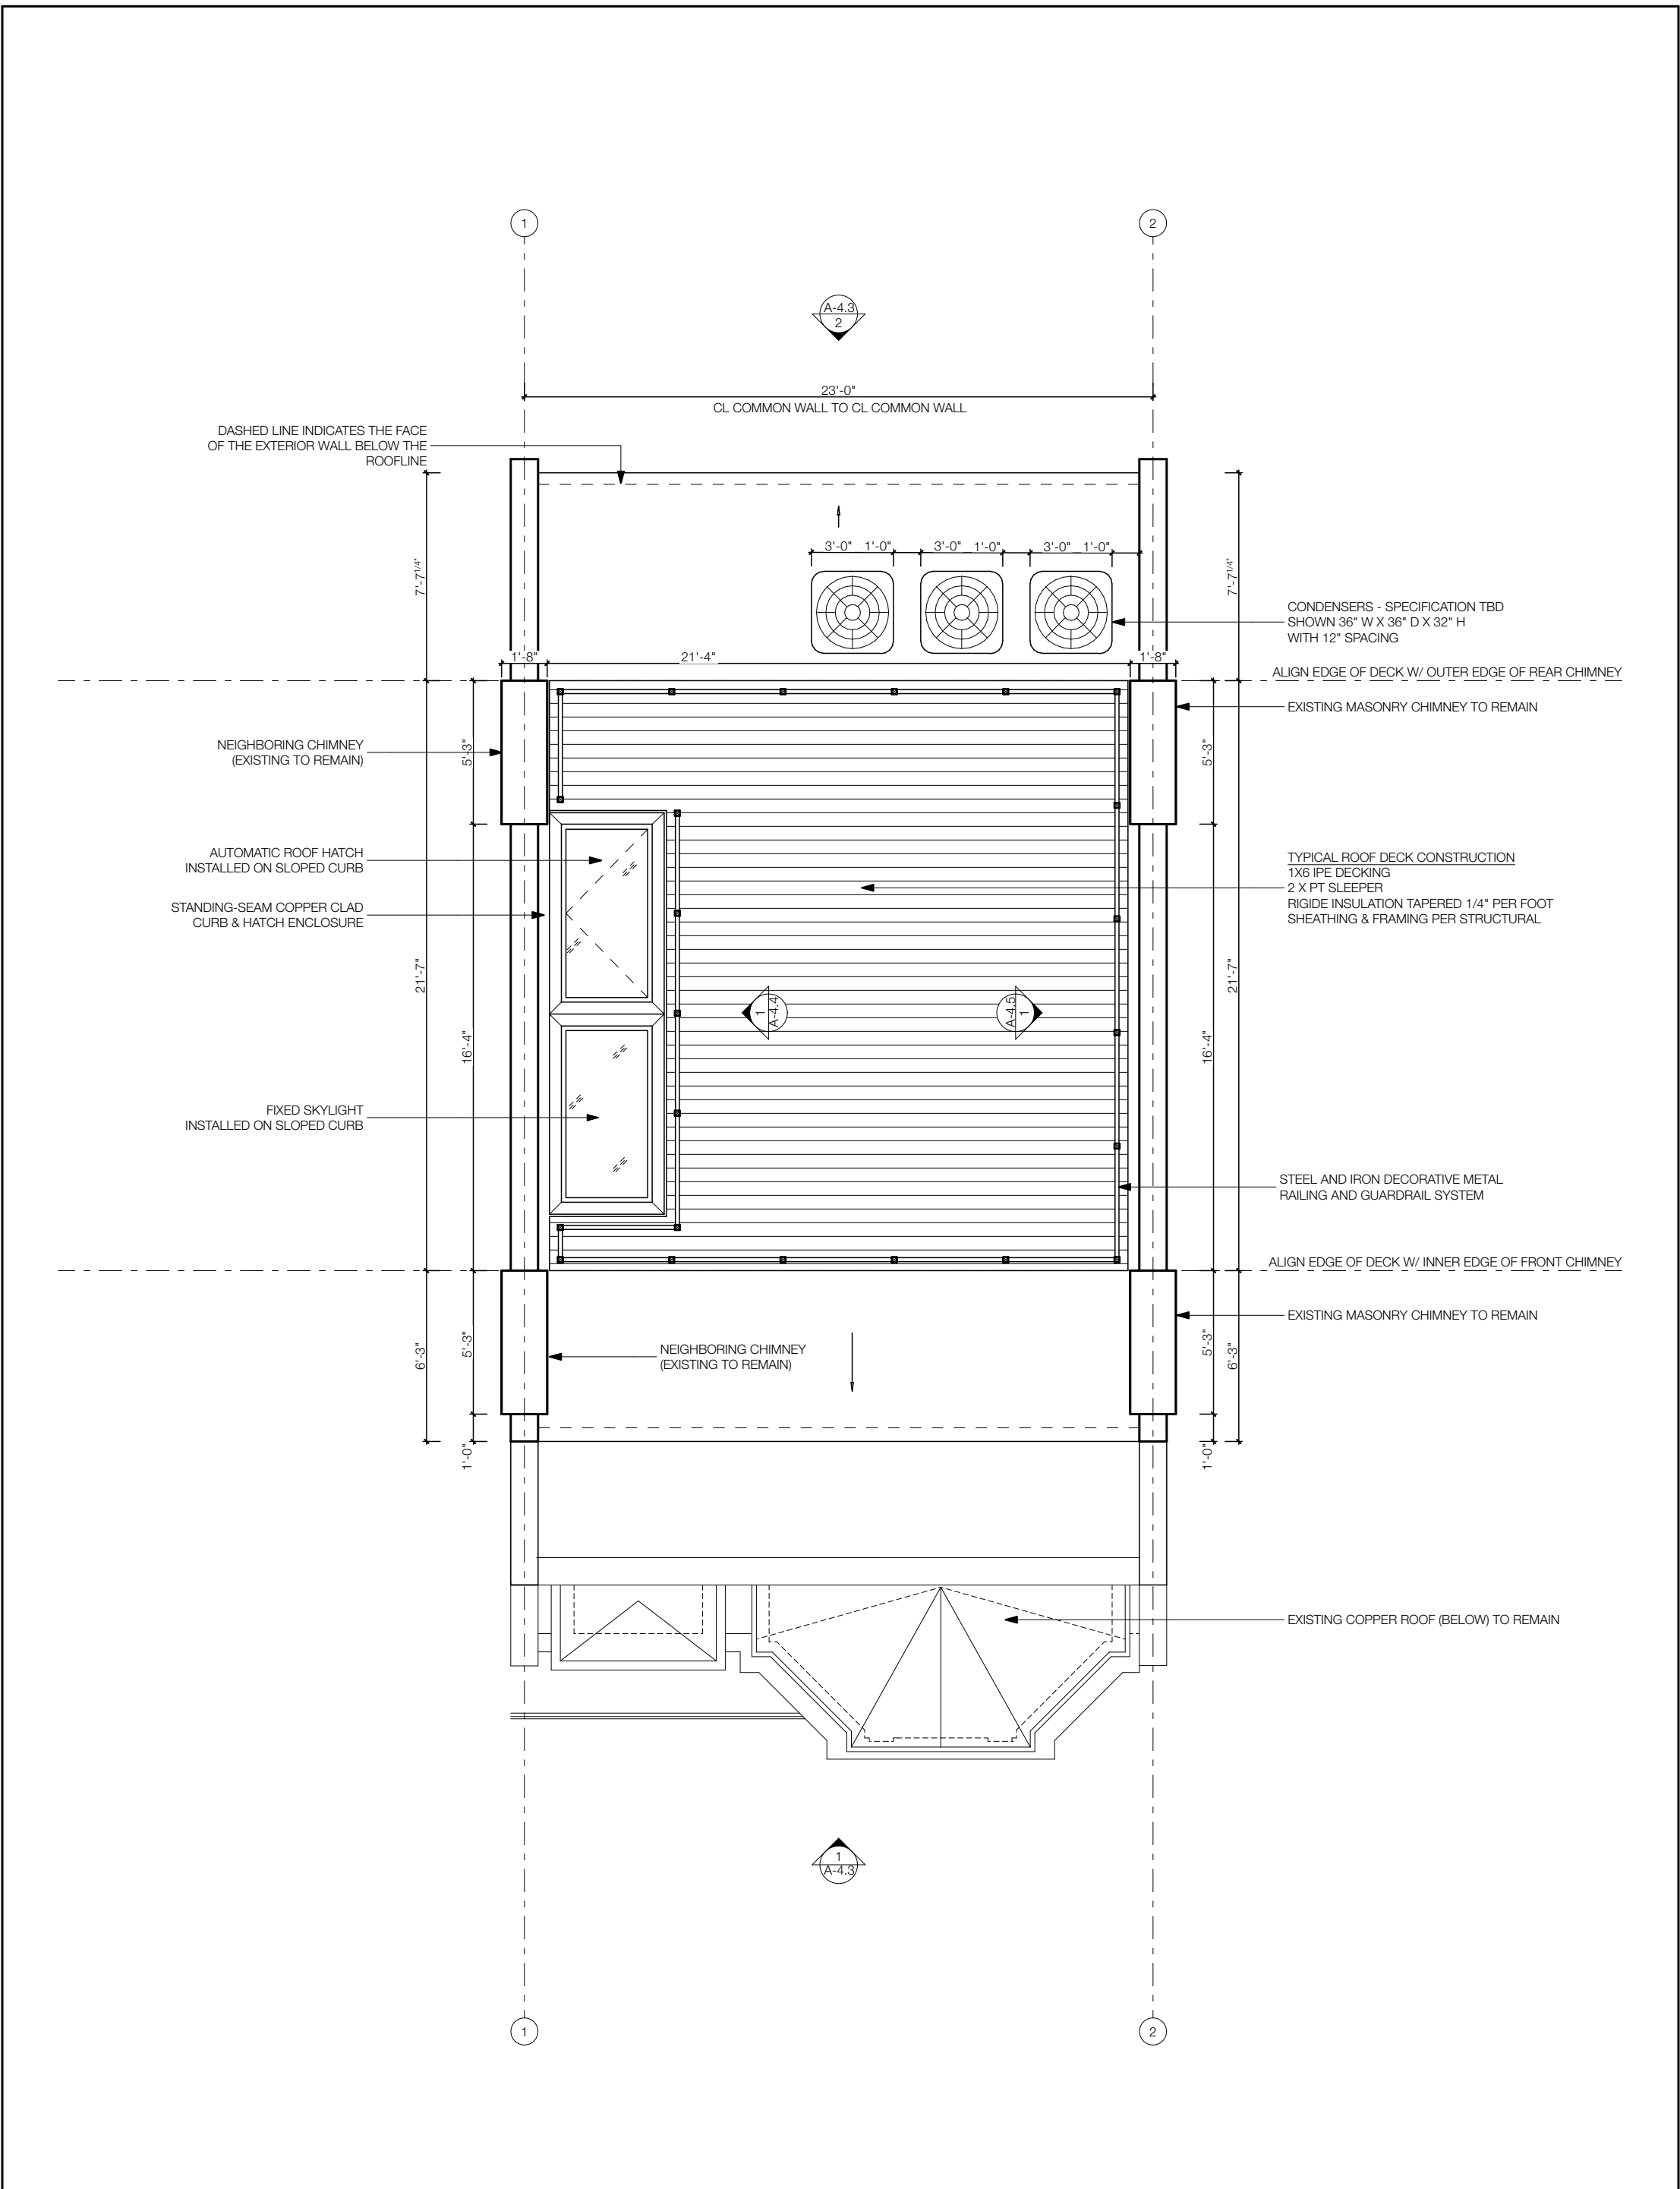 1
2
A-4.3
2
23'-0"
CL COMMON WALL TO CL COMMON WALL
DASHED LINE INDICATES THE FACE
OF THE EXTERIOR WALL BELOW THE
ROOFLINE
7'-7 1/4"
7'-7 1/4"
3'-0" 1'-0" 3'-0" 1'-0" 3'-0" 1'-0"
CONDENSERS - SPECIFICATION TBD
SHOWN 36" W X 36" D X 32" H
WITH 12" SPACING
1'-8" 21'-4" 1'-8"
ALIGN EDGE OF DECK W/ OUTER EDGE OF REAR CHIMNEY
EXISTING MASONRY CHIMNEY TO REMAIN
NEIGHBORING CHIMNEY
(EXISTING TO REMAIN)
5'-3"
5'-3"
AUTOMATIC ROOF HATCH
INSTALLED ON SLOPED CURB
STANDING-SEAM COPPER CLAD
CURB & HATCH ENCLOSURE
TYPICAL ROOF DECK CONSTRUCTION
1X6 IPE DECKING
2 X PT SLEEPER
RIGIDE INSULATION TAPERED 1/4" PER FOOT
SHEATHING & FRAMING PER STRUCTURAL
21'-7"
21'-7"
1
A-4.4
A-4.5
1
16'-4"
16'-4"
FIXED SKYLIGHT
INSTALLED ON SLOPED CURB
STEEL AND IRON DECORATIVE METAL
RAILING AND GUARDRAIL SYSTEM
ALIGN EDGE OF DECK W/ INNER EDGE OF FRONT CHIMNEY
EXISTING MASONRY CHIMNEY TO REMAIN
NEIGHBORING CHIMNEY
(EXISTING TO REMAIN)
6'-3"
5'-3"
5'-3"
6'-3"
1'-0"
1'-0"
EXISTING COPPER ROOF (BELOW) TO REMAIN
1
A-4.3
1
2